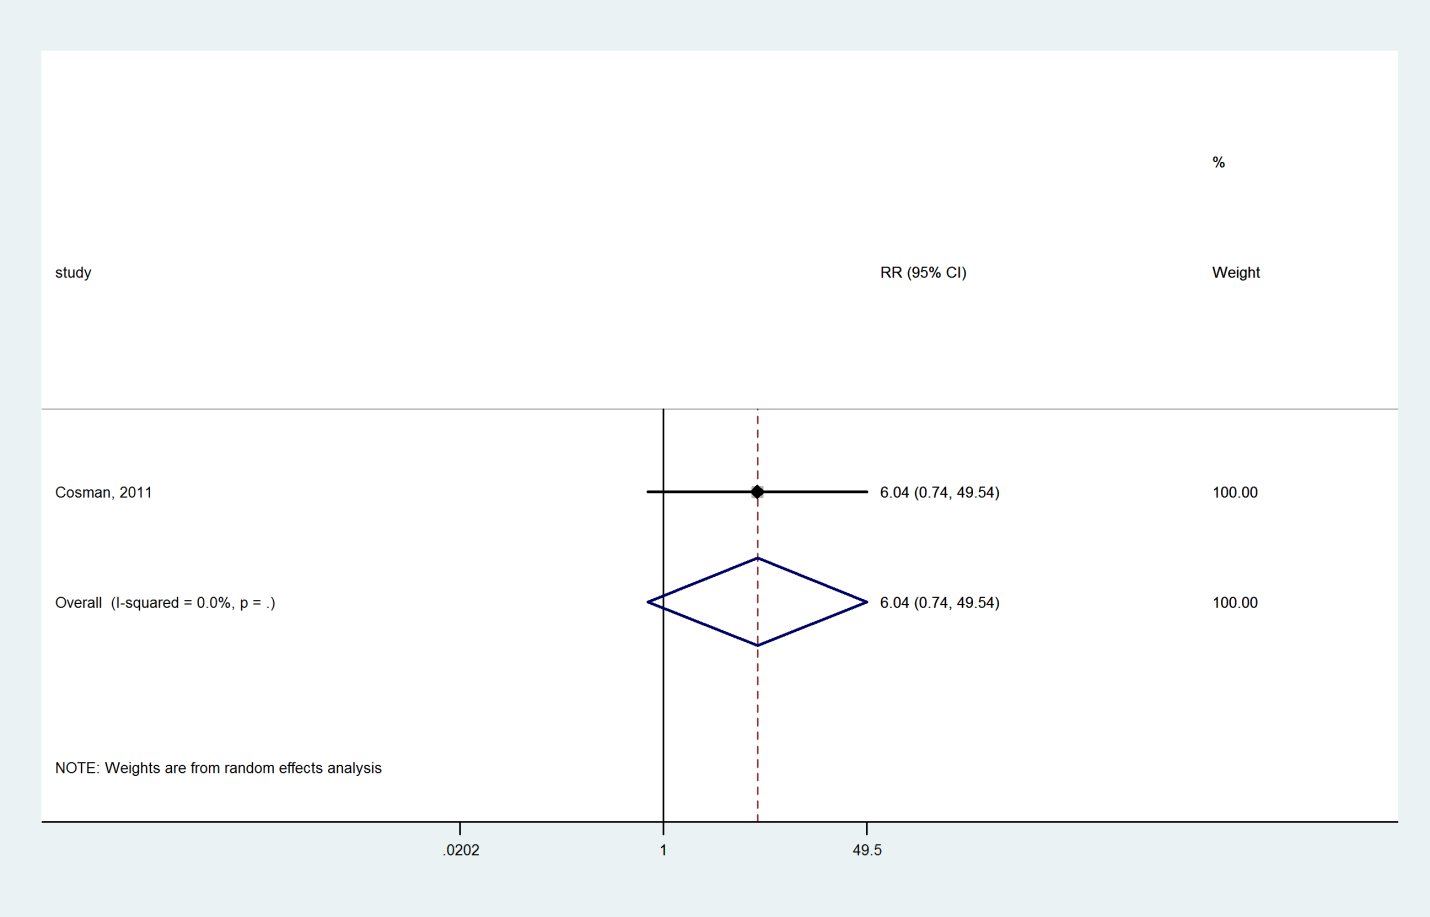 %
study RR (95% CI) Weight
Cosman, 2011 6.04 (0.74, 49.54) 100.00
Overall  (I-squared = 0.0%, p = .) 6.04 (0.74, 49.54) 100.00
NOTE: Weights are from random effects analysis
.0202 1 49.5